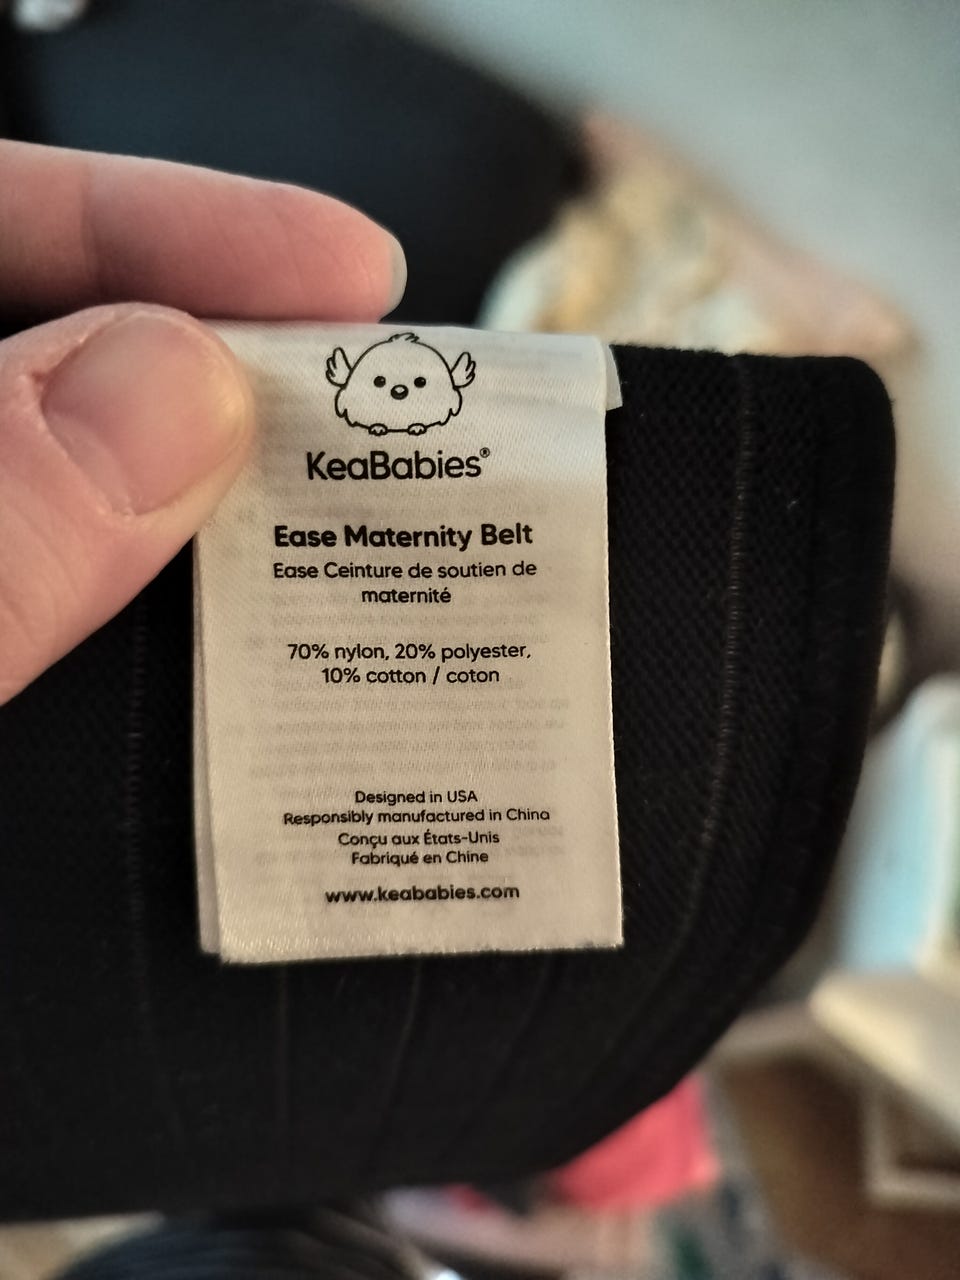 KeaBabies®
Ease Maternity Belt
Ease Ceinture de soutien de
maternité
70% nylon, 20% polyester,
10% cotton / coton
Designed in USA
Responsibly manufactured in China
Conçu aux États-Unis
Fabriqué en Chine
www.keababies.com